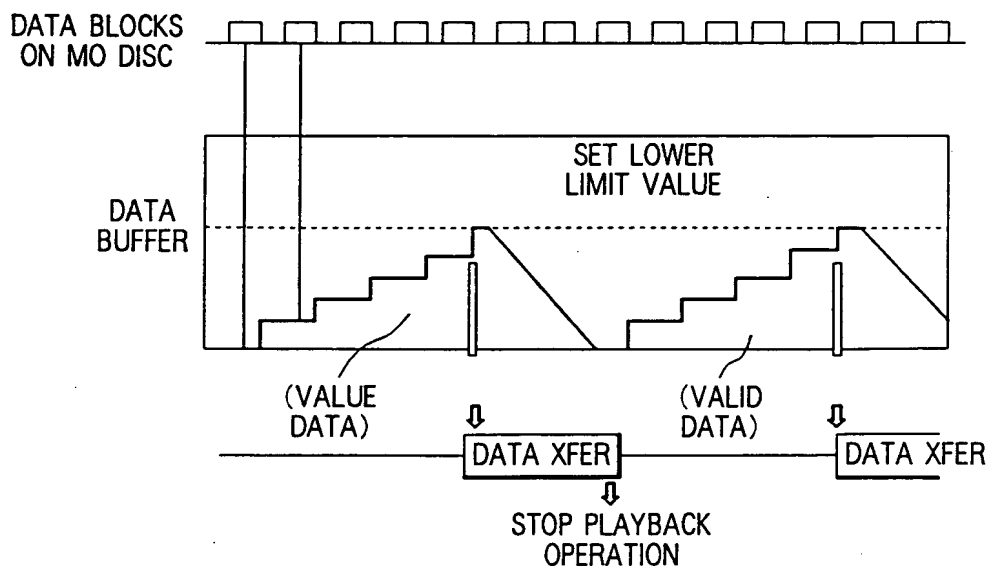 DATA BLOCKS
ON MO DISC
SET LOWER
LIMIT VALUE
DATA
BUFFER
(VALUE
DATA)
(VALID
DATA)
DATA XFER
DATA XFER
STOP PLAYBACK
OPERATION